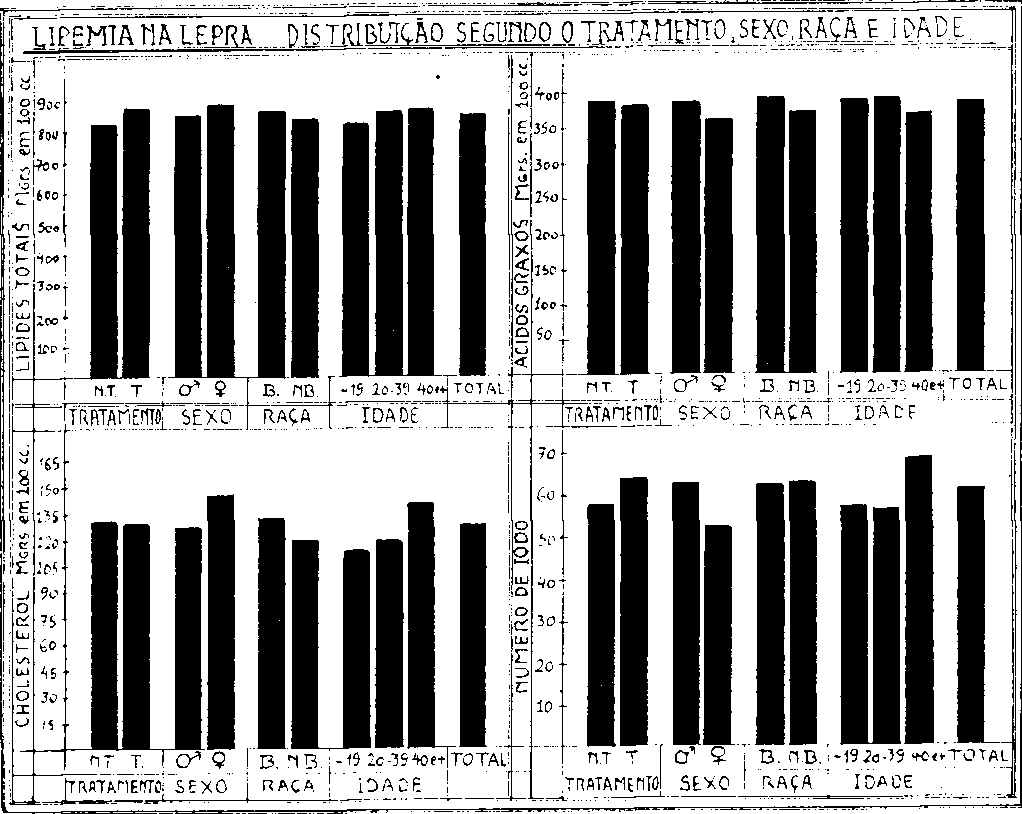 LIPEMIA NA LEPRA DISTRIBUIÇÃO SEGUNDO O TRATAMENTO, SEXO, RAÇA E IDADE
LIPIDES TOTAIS Mgrs em 100 cc.
900
800
700
600
500
400
300
200
100
N.T. T ♂ ♀ B. NB. -19 20-39 40e+ TOTAL
TRATAMENTO SEXO RAÇA IDADE
ACIDOS GRAXOS Mgrs. em 100 cc.
400
350
300
250
200
150
100
50
N.T. T ♂ ♀ B. NB. -19 20-39 40e+ TOTAL
TRATAMENTO SEXO RAÇA IDADE
CHOLESTEROL Mgrs em 100 cc.
165
150
135
120
105
90
75
60
45
30
15
N.T T. ♂ ♀ B. NB. -19 20-39 40e+ TOTAL
TRATAMENTO SEXO RAÇA IDADE
NUMERO DE IODO
70
60
50
40
30
20
10
N.T T ♂ ♀ B. N.B. -19 20-39 40e+ TOTAL
TRATAMENTO SEXO RAÇA IDADE